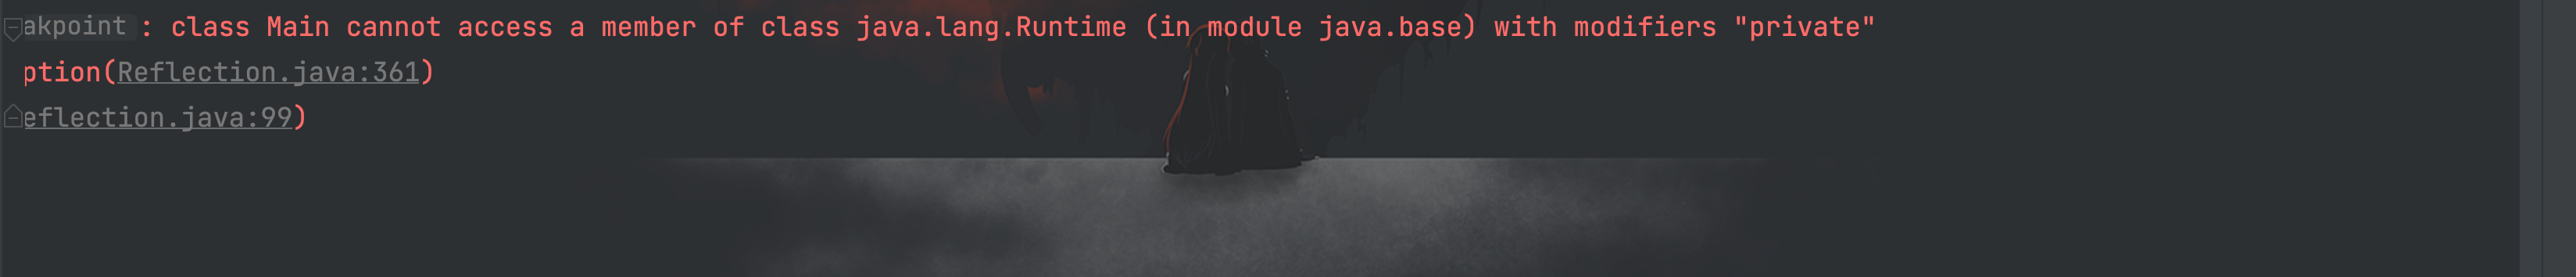 akpoint : class Main cannot access a member of class java.lang.Runtime (in module java.base) with modifiers "private"
ption(Reflection.java:361)
eflection.java:99)